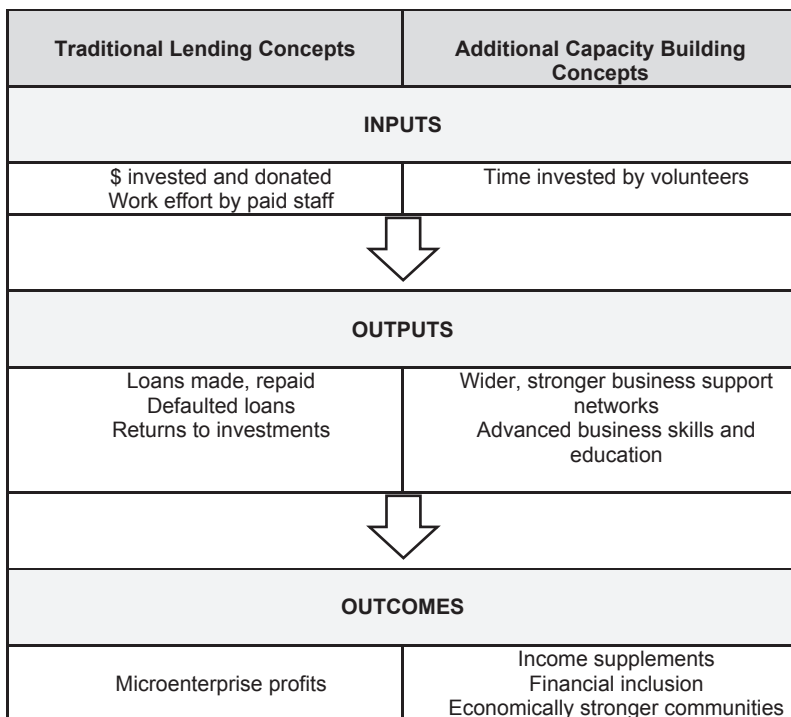 Traditional Lending Concepts
Additional Capacity Building
Concepts
INPUTS
$ invested and donated
Work effort by paid staff
Time invested by volunteers
OUTPUTS
Loans made, repaid
Defaulted loans
Returns to investments
Wider, stronger business support
networks
Advanced business skills and
education
OUTCOMES
Microenterprise profits
Income supplements
Financial inclusion
Economically stronger communities